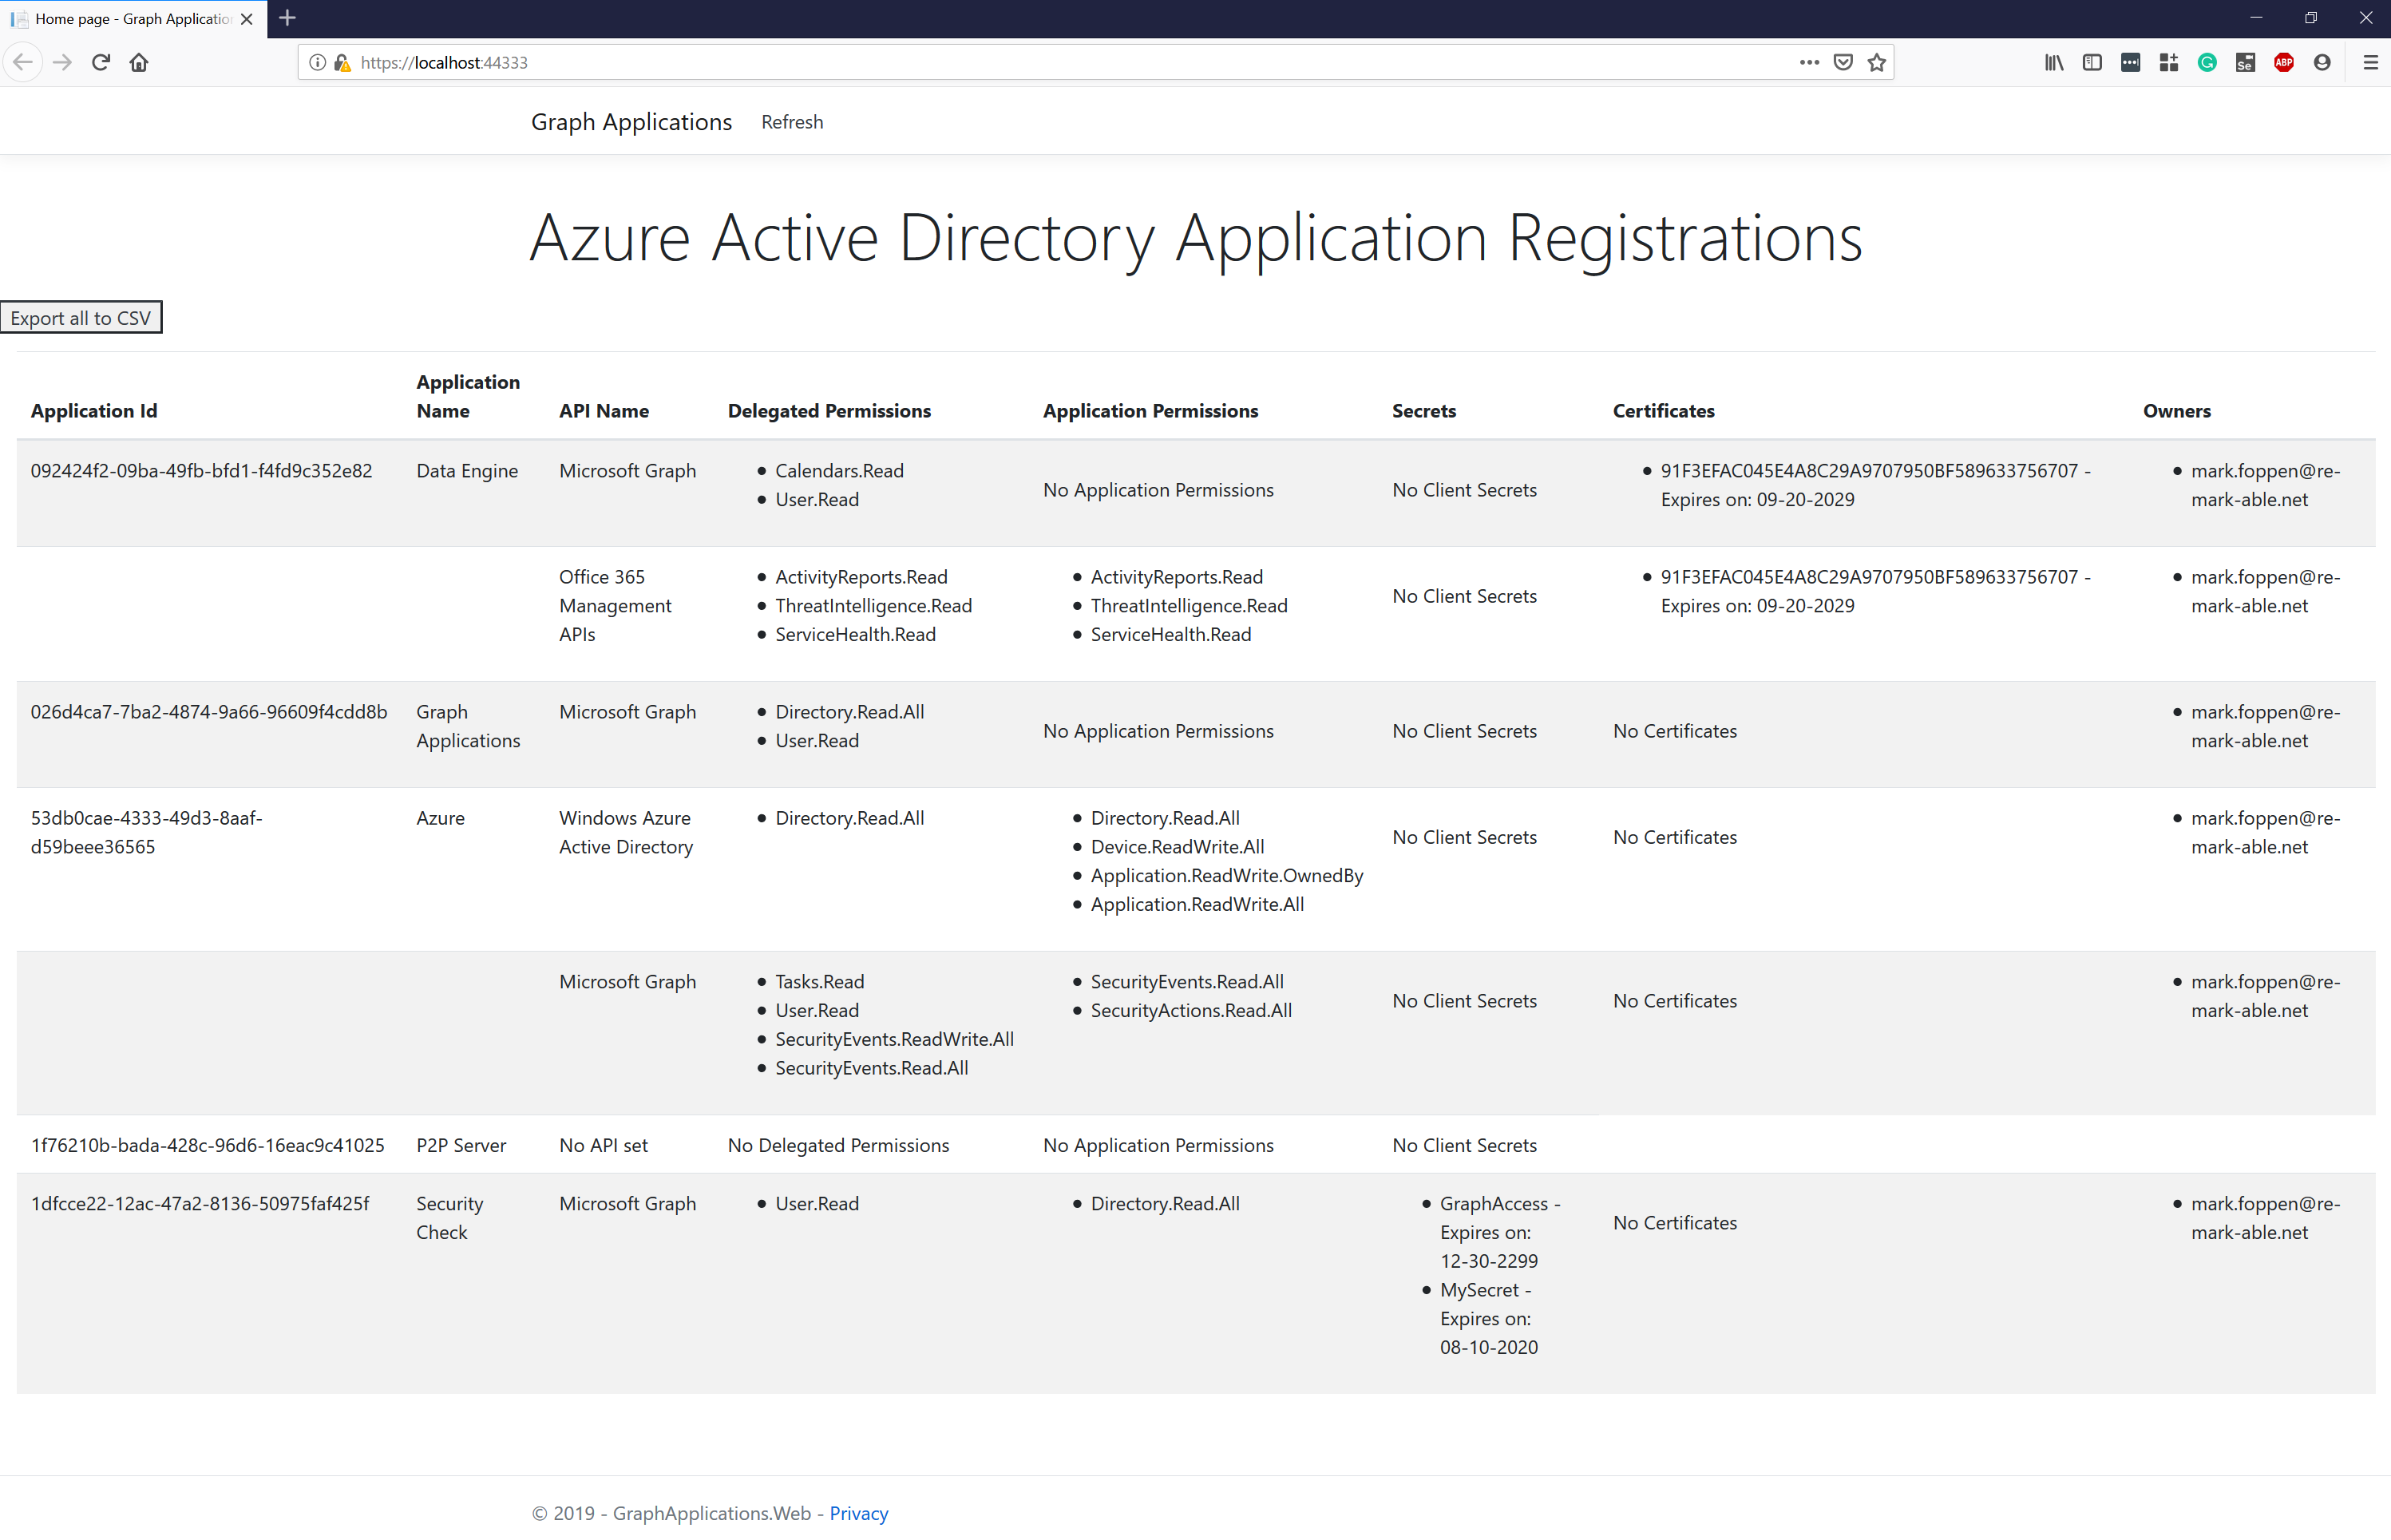 Home page - Graph Applicatio
https://localhost:44333
Se
ABP
Graph Applications Refresh
Azure Active Directory Application Registrations
Export all to CSV
Application Id
Application
Name
API Name
Delegated Permissions
Application Permissions
Secrets
Certificates
Owners
092424f2-09ba-49fb-bfd1-f4fd9c352e82
Data Engine
Microsoft Graph
Calendars.Read
User.Read
No Application Permissions
No Client Secrets
91F3EFAC045E4A8C29A9707950BF589633756707 -
Expires on: 09-20-2029
mark.foppen@re-
mark-able.net
Office 365
Management
APIs
ActivityReports.Read
ThreatIntelligence.Read
ServiceHealth.Read
ActivityReports.Read
ThreatIntelligence.Read
ServiceHealth.Read
No Client Secrets
91F3EFAC045E4A8C29A9707950BF589633756707 -
Expires on: 09-20-2029
mark.foppen@re-
mark-able.net
026d4ca7-7ba2-4874-9a66-96609f4cdd8b
Graph
Applications
Microsoft Graph
Directory.Read.All
User.Read
No Application Permissions
No Client Secrets
No Certificates
mark.foppen@re-
mark-able.net
53db0cae-4333-49d3-8aaf-
d59beee36565
Azure
Windows Azure
Active Directory
Directory.Read.All
Directory.Read.All
Device.ReadWrite.All
Application.ReadWrite.OwnedBy
Application.ReadWrite.All
No Client Secrets
No Certificates
mark.foppen@re-
mark-able.net
Microsoft Graph
Tasks.Read
User.Read
SecurityEvents.ReadWrite.All
SecurityEvents.Read.All
SecurityEvents.Read.All
SecurityActions.Read.All
No Client Secrets
No Certificates
mark.foppen@re-
mark-able.net
1f76210b-bada-428c-96d6-16eac9c41025
P2P Server
No API set
No Delegated Permissions
No Application Permissions
No Client Secrets
1dfcce22-12ac-47a2-8136-50975faf425f
Security
Check
Microsoft Graph
User.Read
Directory.Read.All
GraphAccess -
Expires on:
12-30-2299
MySecret -
Expires on:
08-10-2020
No Certificates
mark.foppen@re-
mark-able.net
© 2019 - GraphApplications.Web - Privacy